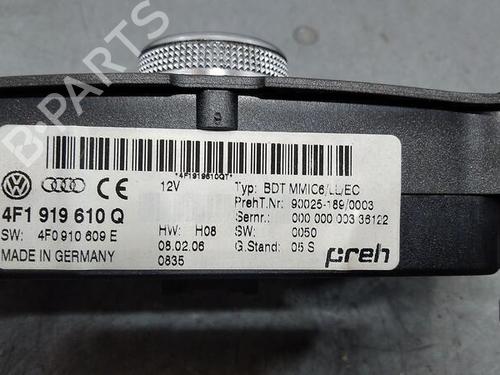 B-PARTS
*4F1919610QT*
12V
Typ: BDT MMIC6/LL/EC
4F1 919 610 Q
PrehT.Nr: 90025-189/0003
Sernr.: 000 000 003 36122
SW: 4F0 910 609 E
HW: H08
SW: 0050
MADE IN GERMANY
08.02.06
G.Stand: 05 S
0835
preh